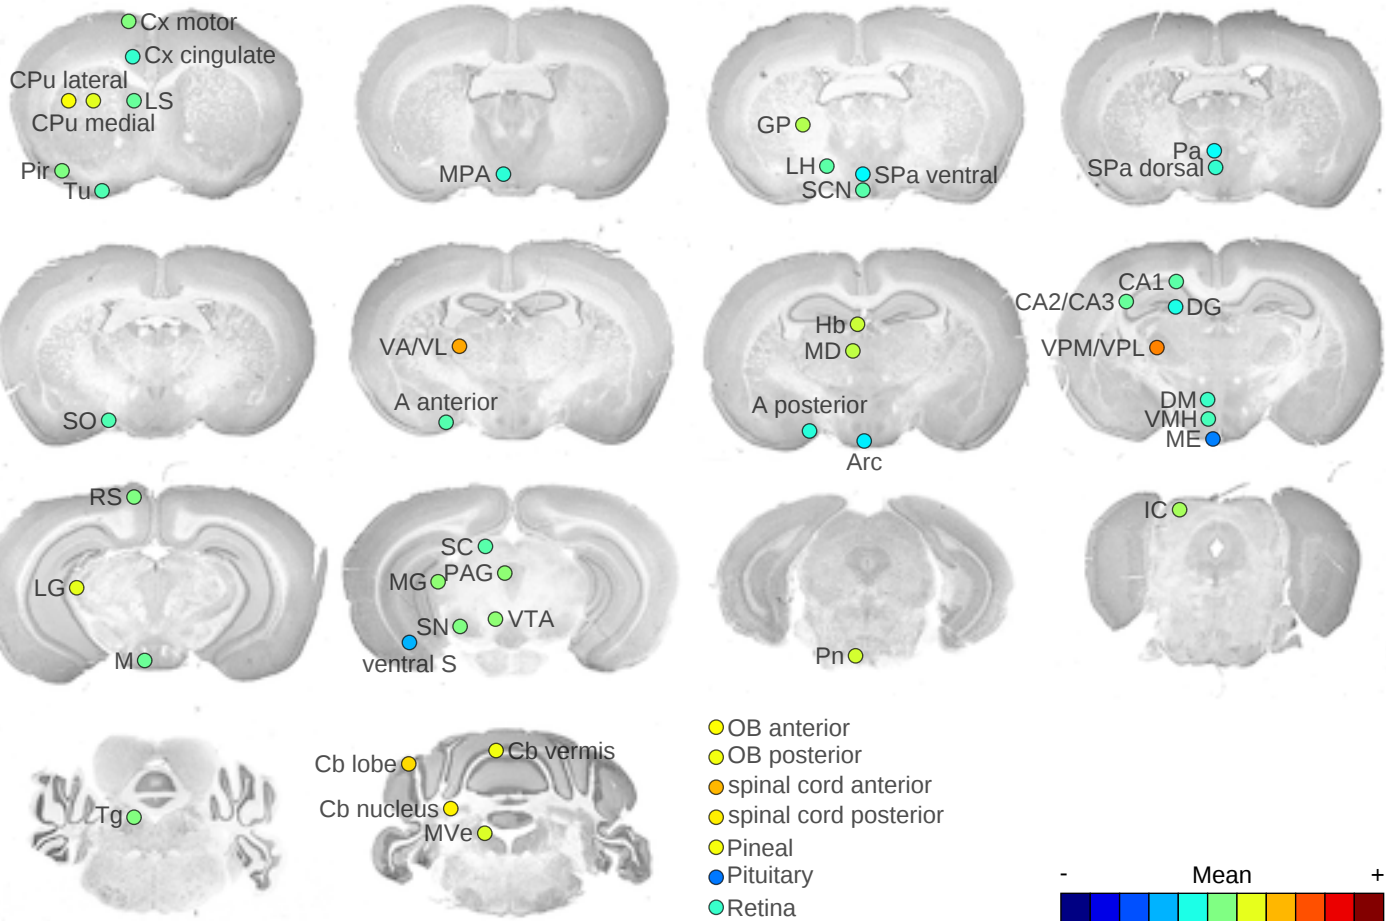 Cx motor
Cx cingulate
CPu lateral
LS
CPu medial
Pir
Tu
MPA
GP
LH
SPa ventral
SCN
Pa
SPa dorsal
SO
VA/VL
A anterior
Hb
MD
A posterior
Arc
CA1
CA2/CA3
DG
VPM/VPL
DM
VMH
ME
RS
LG
M
SC
PAG
MG
VTA
SN
ventral S
Pn
IC
Tg
Cb vermis
Cb lobe
Cb nucleus
MVe
OB anterior
OB posterior
spinal cord anterior
spinal cord posterior
Pineal
Pituitary
Retina
- Mean +